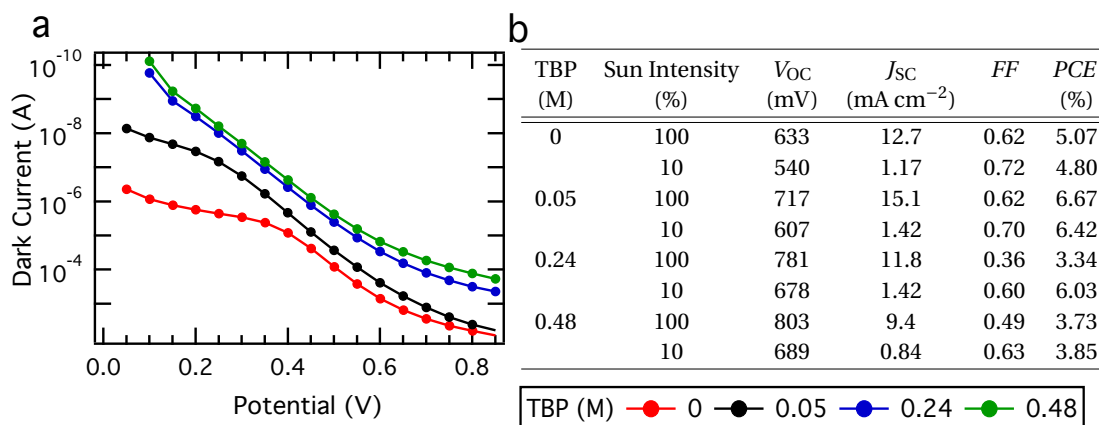 a
Dark Current (A)
10⁻¹⁰
10⁻⁸
10⁻⁶
10⁻⁴
0.0 0.2 0.4 0.6 0.8
Potential (V)
b
TBP Sun Intensity V_OC J_SC FF PCE
(M) (%) (mV) (mA cm⁻²) (%)
0 100 633 12.7 0.62 5.07
10 540 1.17 0.72 4.80
0.05 100 717 15.1 0.62 6.67
10 607 1.42 0.70 6.42
0.24 100 781 11.8 0.36 3.34
10 678 1.42 0.60 6.03
0.48 100 803 9.4 0.49 3.73
10 689 0.84 0.63 3.85
TBP (M) 0 0.05 0.24 0.48